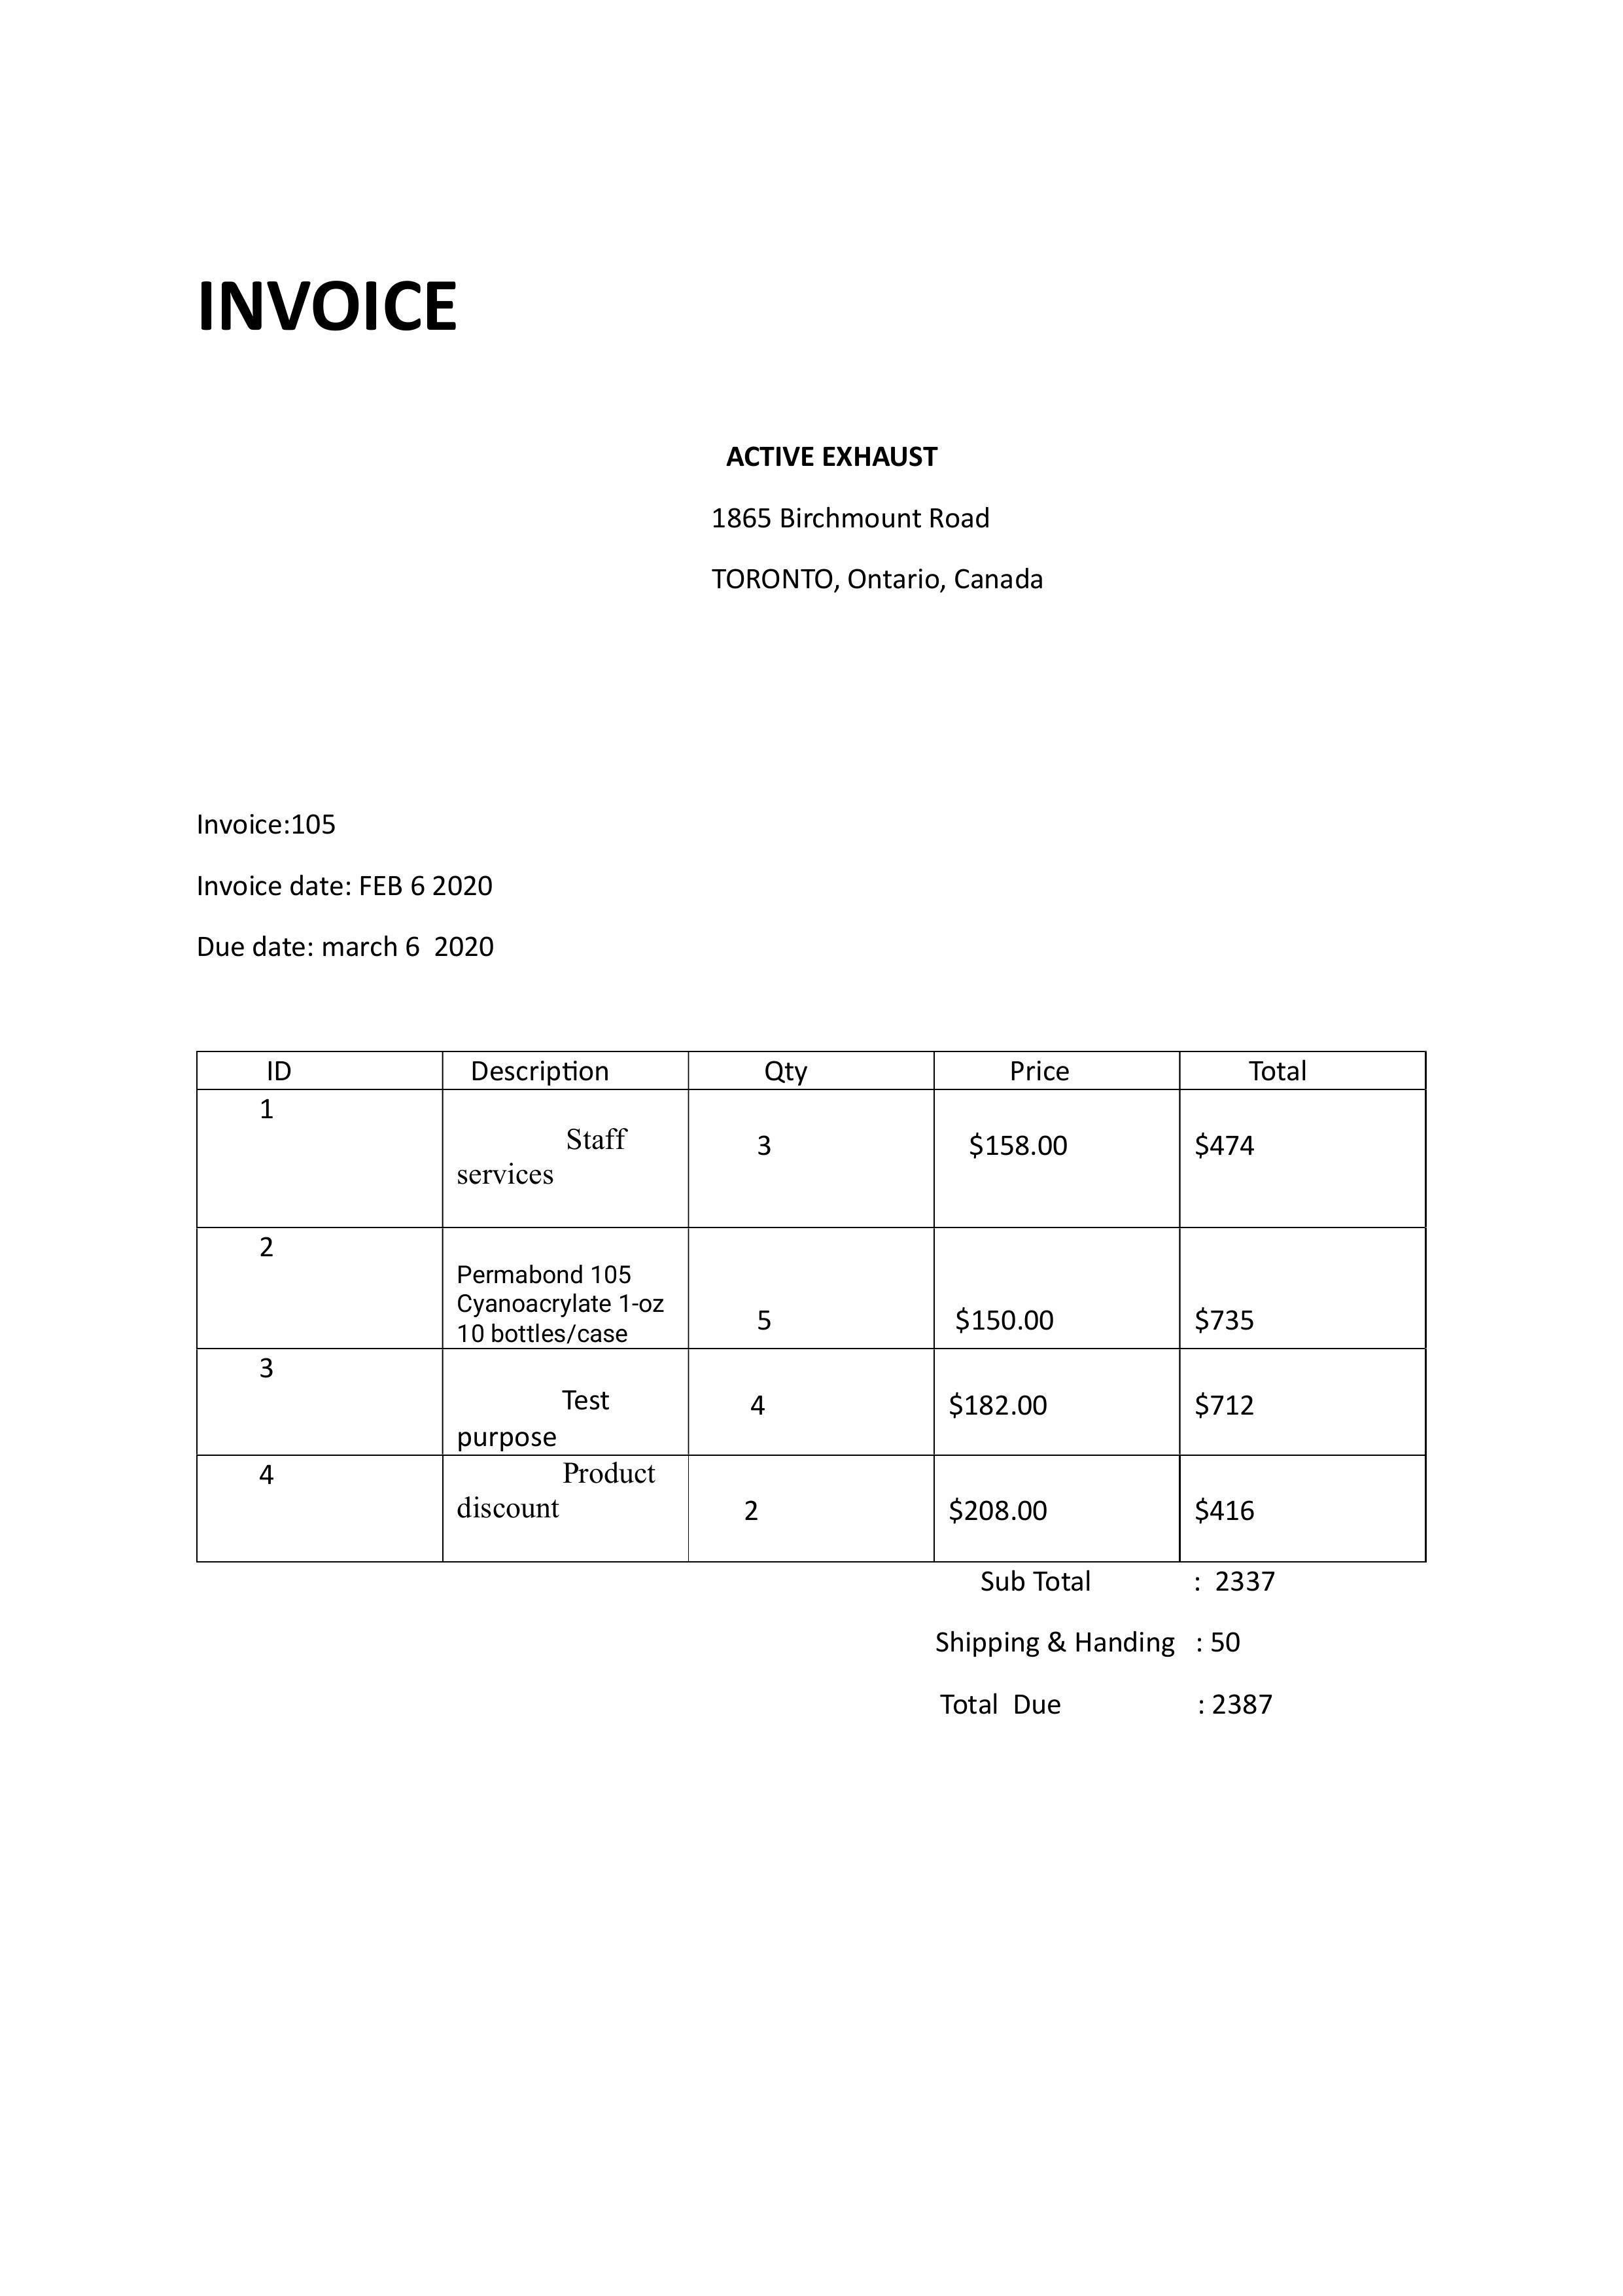 INVOICE
ACTIVE EXHAUST
1865 Birchmount Road
TORONTO, Ontario, Canada
Invoice:105
Invoice date: FEB 6 2020
Due date: march 6  2020
ID Description Qty Price Total
1
Staff
services
3 $158.00 $474
2
Permabond 105
Cyanoacrylate 1-oz
10 bottles/case
5 $150.00 $735
3
Test
purpose
4 $182.00 $712
4
Product
discount
2 $208.00 $416
Sub Total : 2337
Shipping & Handing : 50
Total Due : 2387